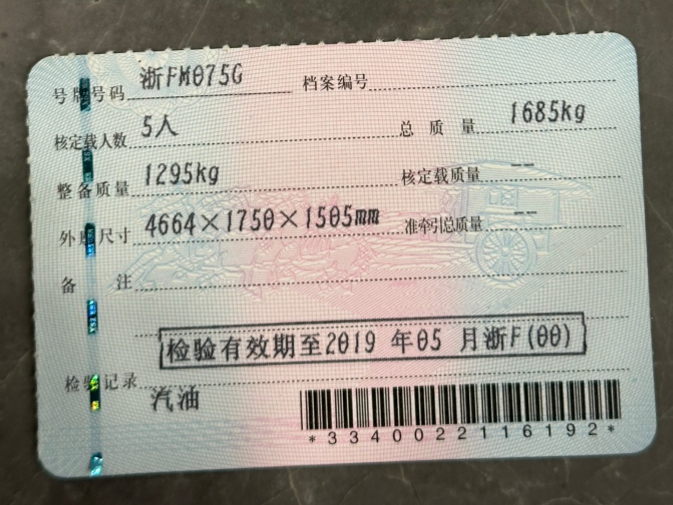 号牌号码 浙FM075G 档案编号
核定载人数 5人 总质量 1685kg
整备质量 1295kg 核定载质量 --
外廓尺寸 4664×1750×1505mm 准牵引总质量 --
备注
检验有效期至2019 年05 月浙F(00)
检验记录
汽油
*3340022116192*